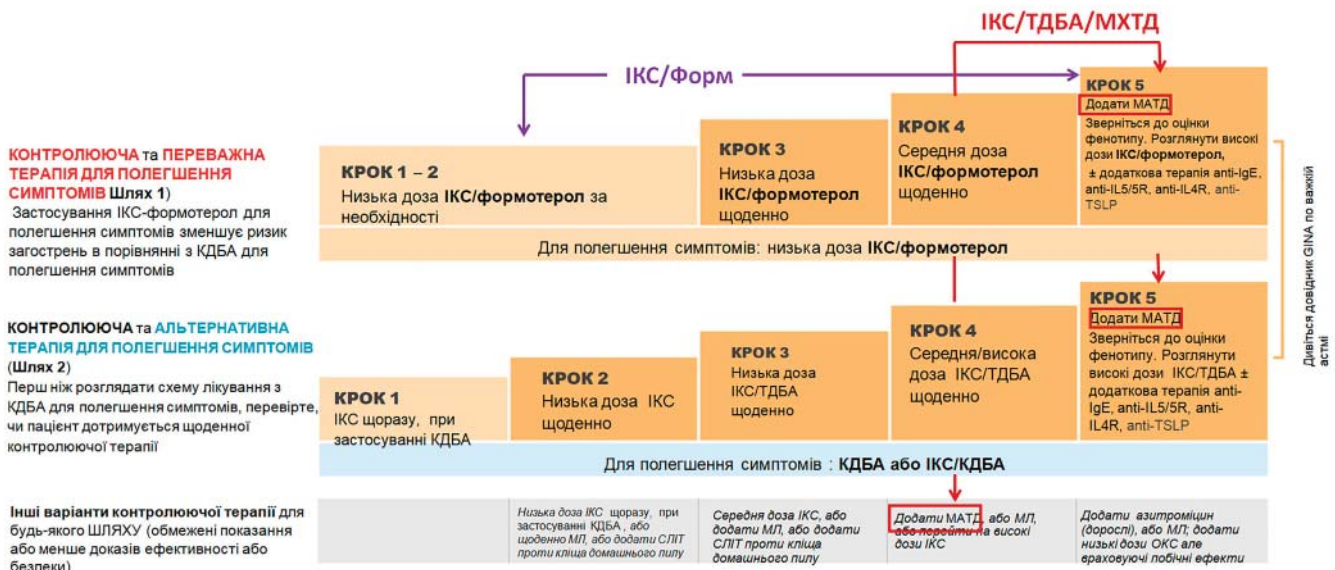 ІКС/ТДБА/МХТД
ІКС/Форм
КОНТРОЛЮЮЧА та ПЕРЕВАЖНА
ТЕРАПІЯ ДЛЯ ПОЛЕГШЕННЯ
СИМПТОМІВ Шлях 1)
Застосування ІКС-формотерол для
полегшення симптомів зменшує ризик
загострень в порівнянні з КДБА для
полегшення симптомів
КРОК 1 – 2
Низька доза ІКС/формотерол за
необхідності
КРОК 3
Низька доза
ІКС/формотерол
щоденно
КРОК 4
Середня доза
ІКС/формотерол
щоденно
КРОК 5
Додати МАТД
Зверніться до оцінки
фенотипу. Розглянути високі
дози ІКС/формотерол,
± додаткова терапія anti-IgE,
anti-IL5/5R, anti-IL4R, anti-
TSLP
Для полегшення симптомів: низька доза ІКС/формотерол
КОНТРОЛЮЮЧА та АЛЬТЕРНАТИВНА
ТЕРАПІЯ ДЛЯ ПОЛЕГШЕННЯ СИМПТОМІВ
(Шлях 2)
Перш ніж розглядати схему лікування з
КДБА для полегшення симптомів, перевірте,
чи пацієнт дотримується щоденної
контролюючої терапії
КРОК 1
ІКС щоразу, при
застосуванні КДБА
КРОК 2
Низька доза ІКС
щоденно
КРОК 3
Низька доза
ІКС/ТДБА
щоденно
КРОК 4
Середня/висока
доза ІКС/ТДБА
щоденно
КРОК 5
Додати МАТД
Зверніться до оцінки
фенотипу. Розглянути
високі дози ІКС/ТДБА ±
додаткова терапія anti-
IgE, anti-IL5/5R, anti-
IL4R, anti-TSLP
Для полегшення симптомів : КДБА або ІКС/КДБА
Дивіться довідник GINA по важкій
астмі
Інші варіанти контролюючої терапії для
будь-якого ШЛЯХУ (обмежені показання
або менше доказів ефективності або
безпеки)
Низька доза ІКС щоразу, при
застосуванні КДБА , або
щоденно МЛ, або додати СЛІТ
проти кліща домашнього пилу
Середня доза ІКС, або
додати МЛ, або додати
СЛІТ проти кліща
домашнього пилу
Додати МАТД, або МЛ,
або перейти на високі
дози ІКС
Додати азитроміцин
(дорослі), або МЛ; додати
низькі дози ОКС але
враховуючі побічні ефекти